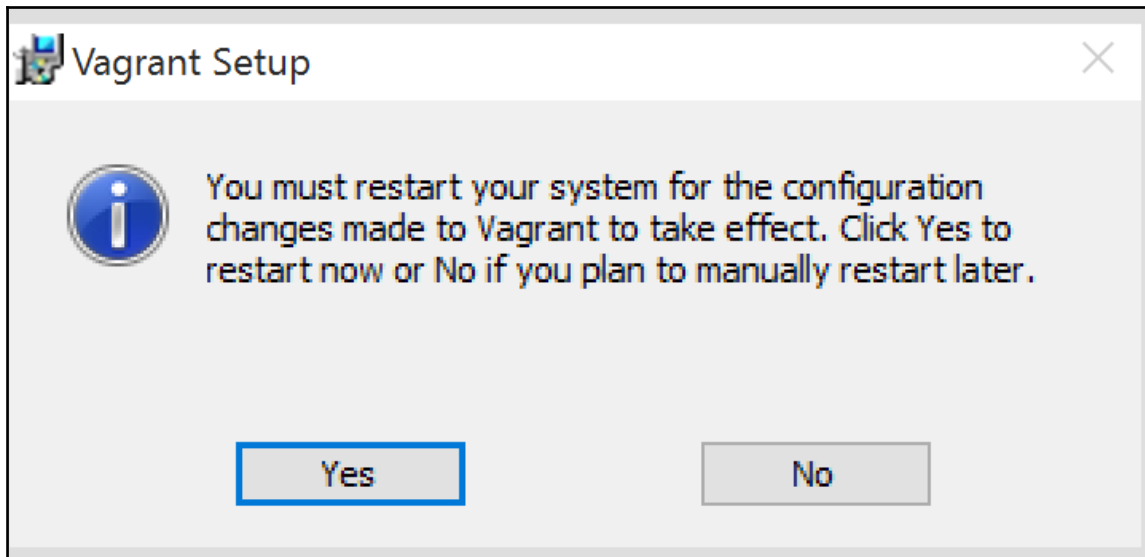 Vagrant Setup
You must restart your system for the configuration
changes made to Vagrant to take effect. Click Yes to
restart now or No if you plan to manually restart later.
Yes
No